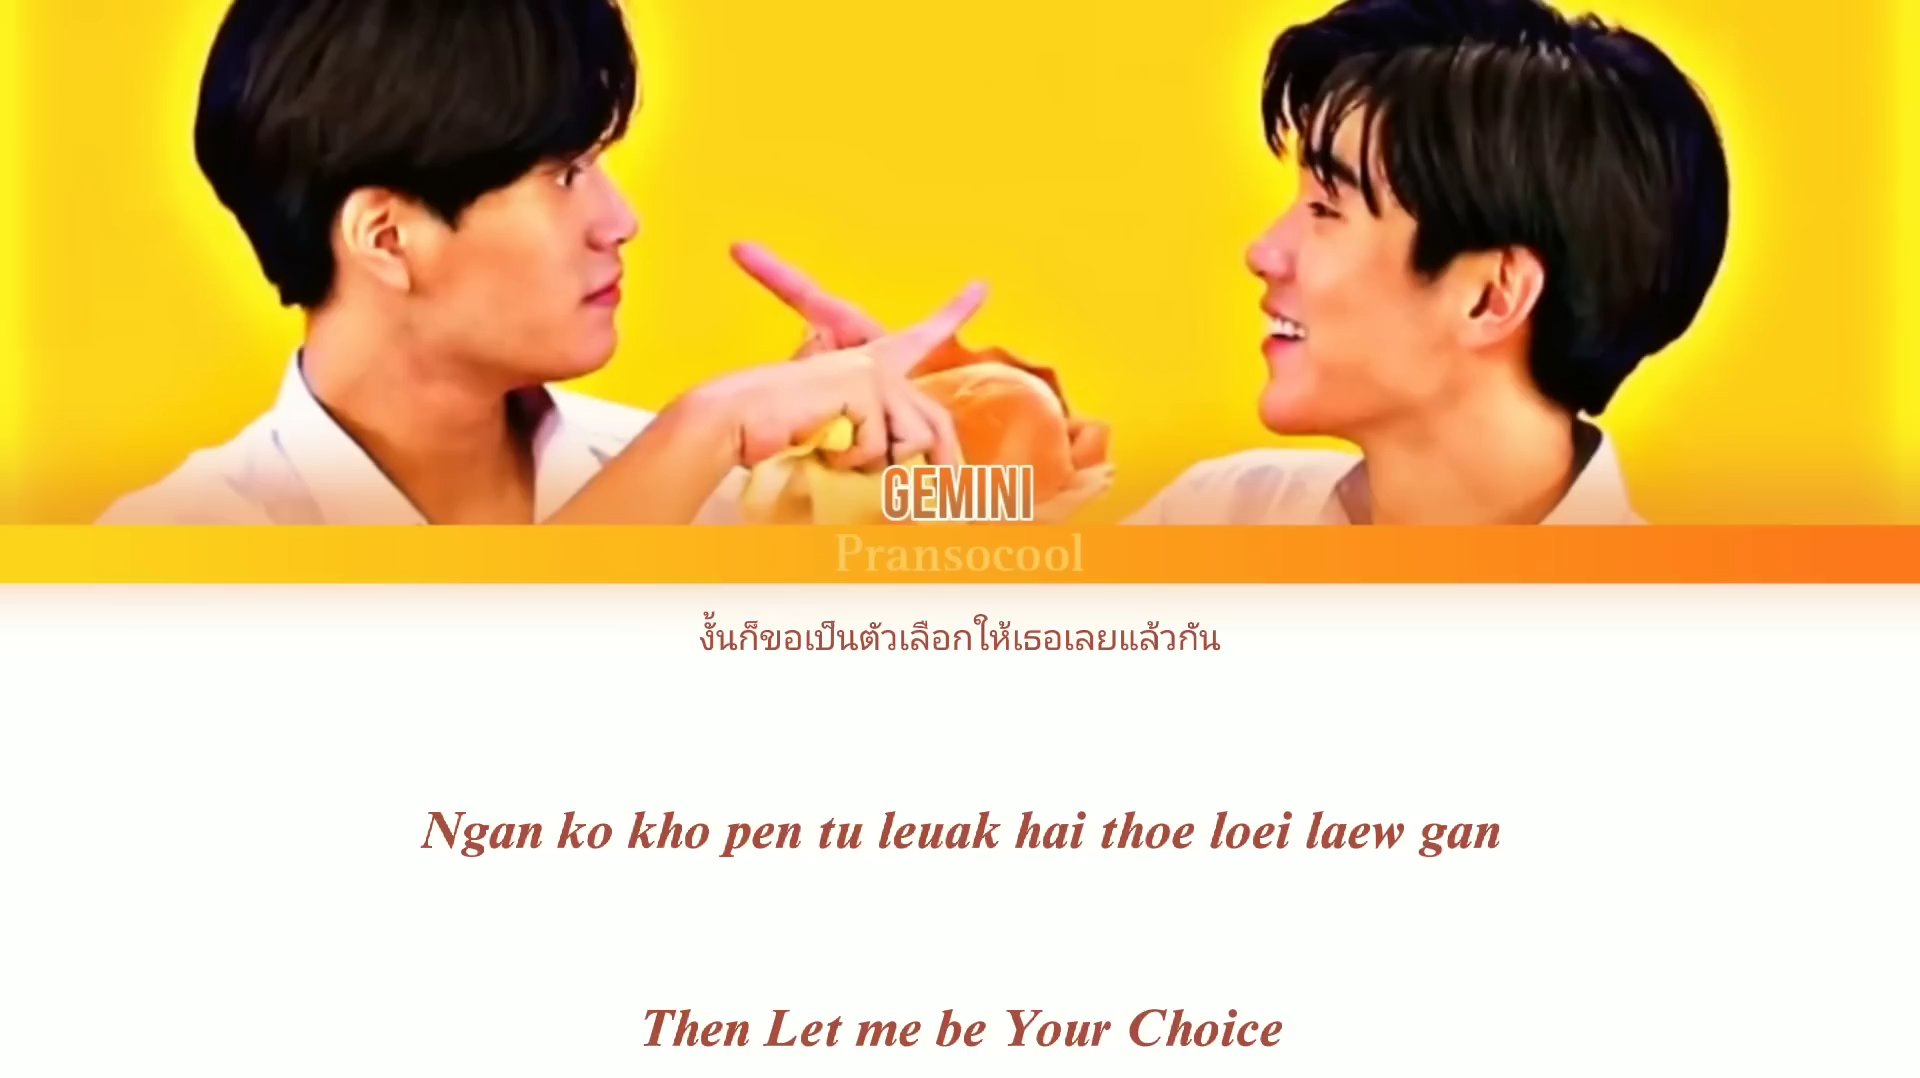 GEMINI
Pransocool
งั้นก็ขอเป็นตัวเลือกให้เธอเลยแล้วกัน
Ngan ko kho pen tu leuak hai thoe loei laew gan
Then Let me be Your Choice